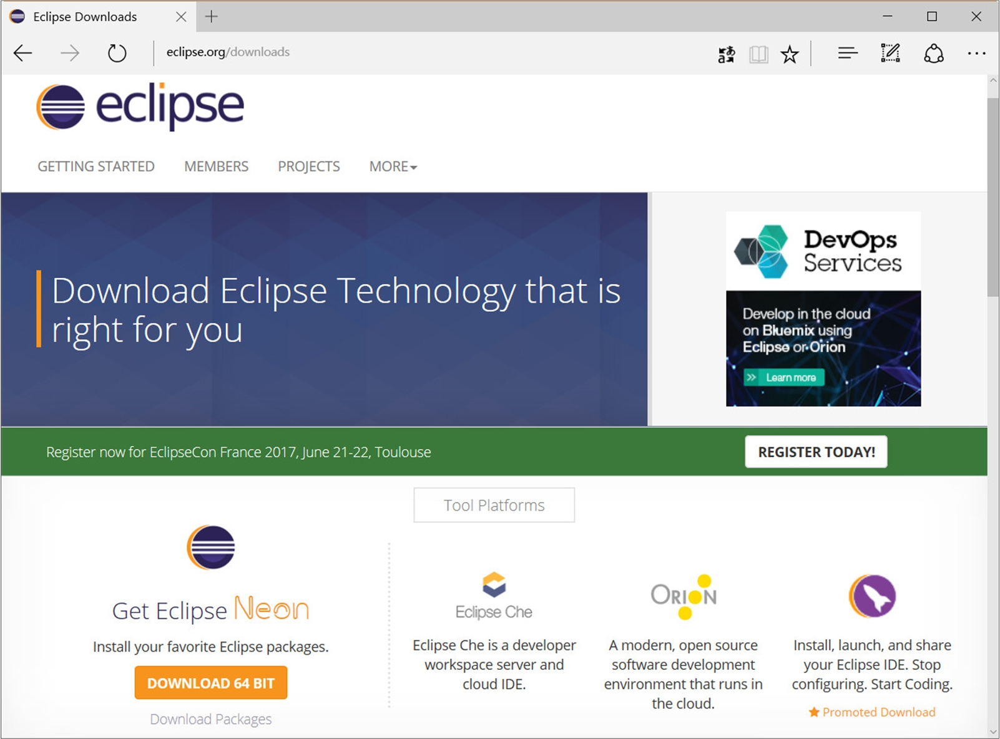 Eclipse Downloads
eclipse.org/downloads
eclipse
GETTING STARTED MEMBERS PROJECTS MORE
Download Eclipse Technology that is
right for you
DevOps
Services
Develop in the cloud
on Bluemix using
Eclipse or Orion
Learn more
Register now for EclipseCon France 2017, June 21-22, Toulouse
REGISTER TODAY!
Tool Platforms
Get Eclipse Neon
Install your favorite Eclipse packages.
DOWNLOAD 64 BIT
Download Packages
Eclipse Che
Eclipse Che is a developer
workspace server and
cloud IDE.
ORION
A modern, open source
software development
environment that runs in
the cloud.
Install, launch, and share
your Eclipse IDE. Stop
configuring. Start Coding.
Promoted Download